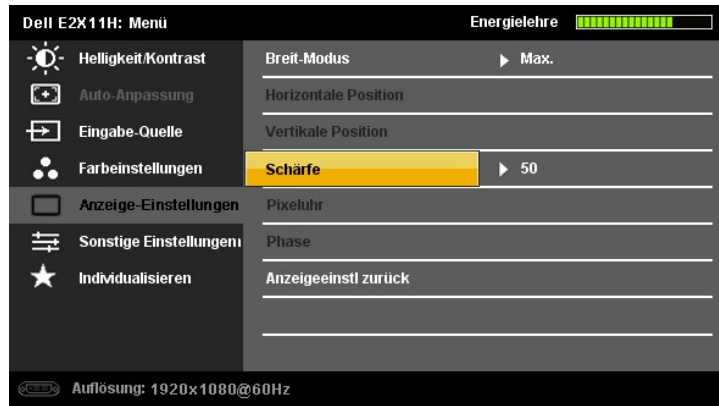 Dell E2X11H: Menü Energielehre
Helligkeit/Kontrast Breit-Modus Max.
Auto-Anpassung Horizontale Position
Eingabe-Quelle Vertikale Position
Farbeinstellungen Schärfe 50
Anzeige-Einstellungen Pixeluhr
Sonstige Einstellungen Phase
Individualisieren Anzeigeeinstl zurück
Auflösung: 1920x1080@60Hz